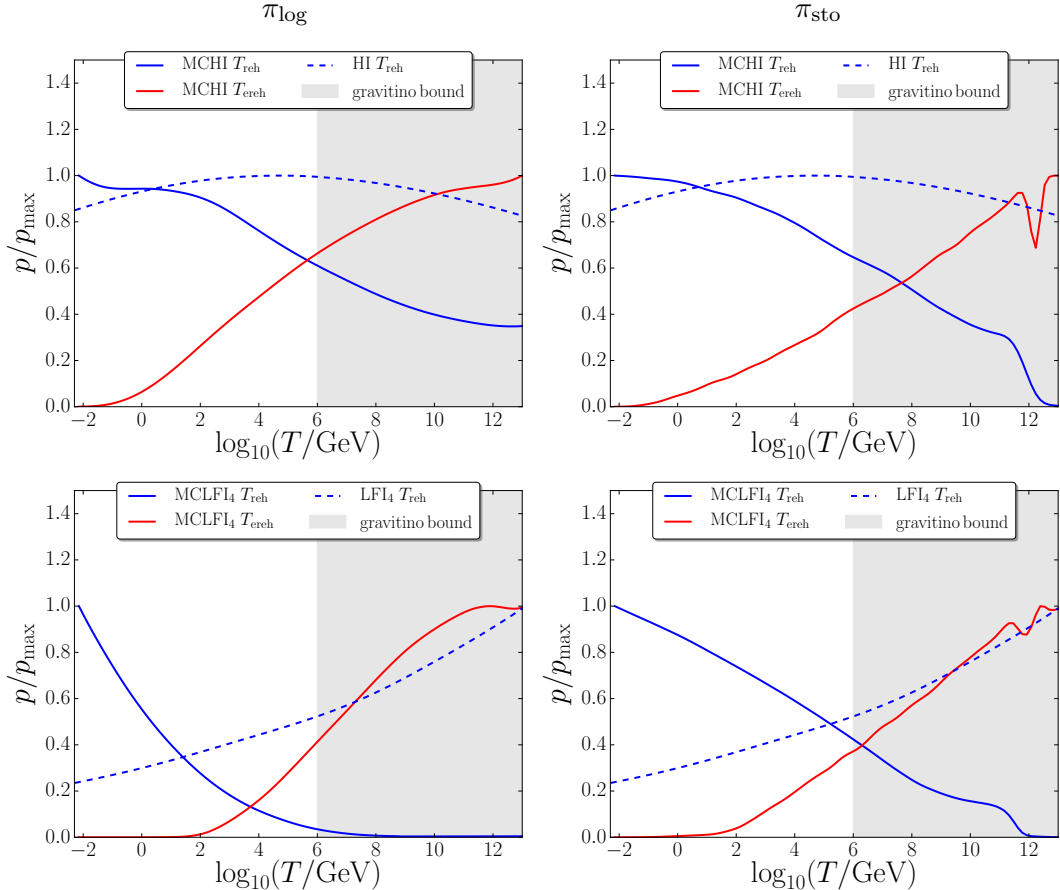 π_log π_sto
MCHI T_reh HI T_reh
MCHI T_ereh gravitino bound
1.4
1.2
1.0
0.8
0.6
0.4
0.2
0.0
p/p_max
−2 0 2 4 6 8 10 12
log_10(T/GeV)
MCHI T_reh HI T_reh
MCHI T_ereh gravitino bound
1.4
1.2
1.0
0.8
0.6
0.4
0.2
0.0
p/p_max
−2 0 2 4 6 8 10 12
log_10(T/GeV)
MCLFI_4 T_reh LFI_4 T_reh
MCLFI_4 T_ereh gravitino bound
1.4
1.2
1.0
0.8
0.6
0.4
0.2
0.0
p/p_max
−2 0 2 4 6 8 10 12
log_10(T/GeV)
MCLFI_4 T_reh LFI_4 T_reh
MCLFI_4 T_ereh gravitino bound
1.4
1.2
1.0
0.8
0.6
0.4
0.2
0.0
p/p_max
−2 0 2 4 6 8 10 12
log_10(T/GeV)